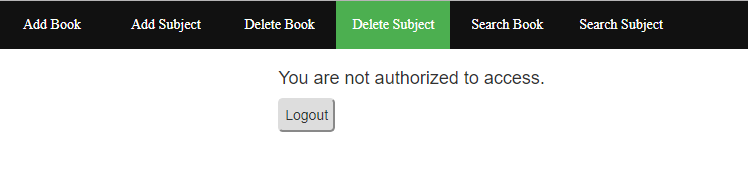 Add Book Add Subject Delete Book Delete Subject Search Book Search Subject
You are not authorized to access.
Logout